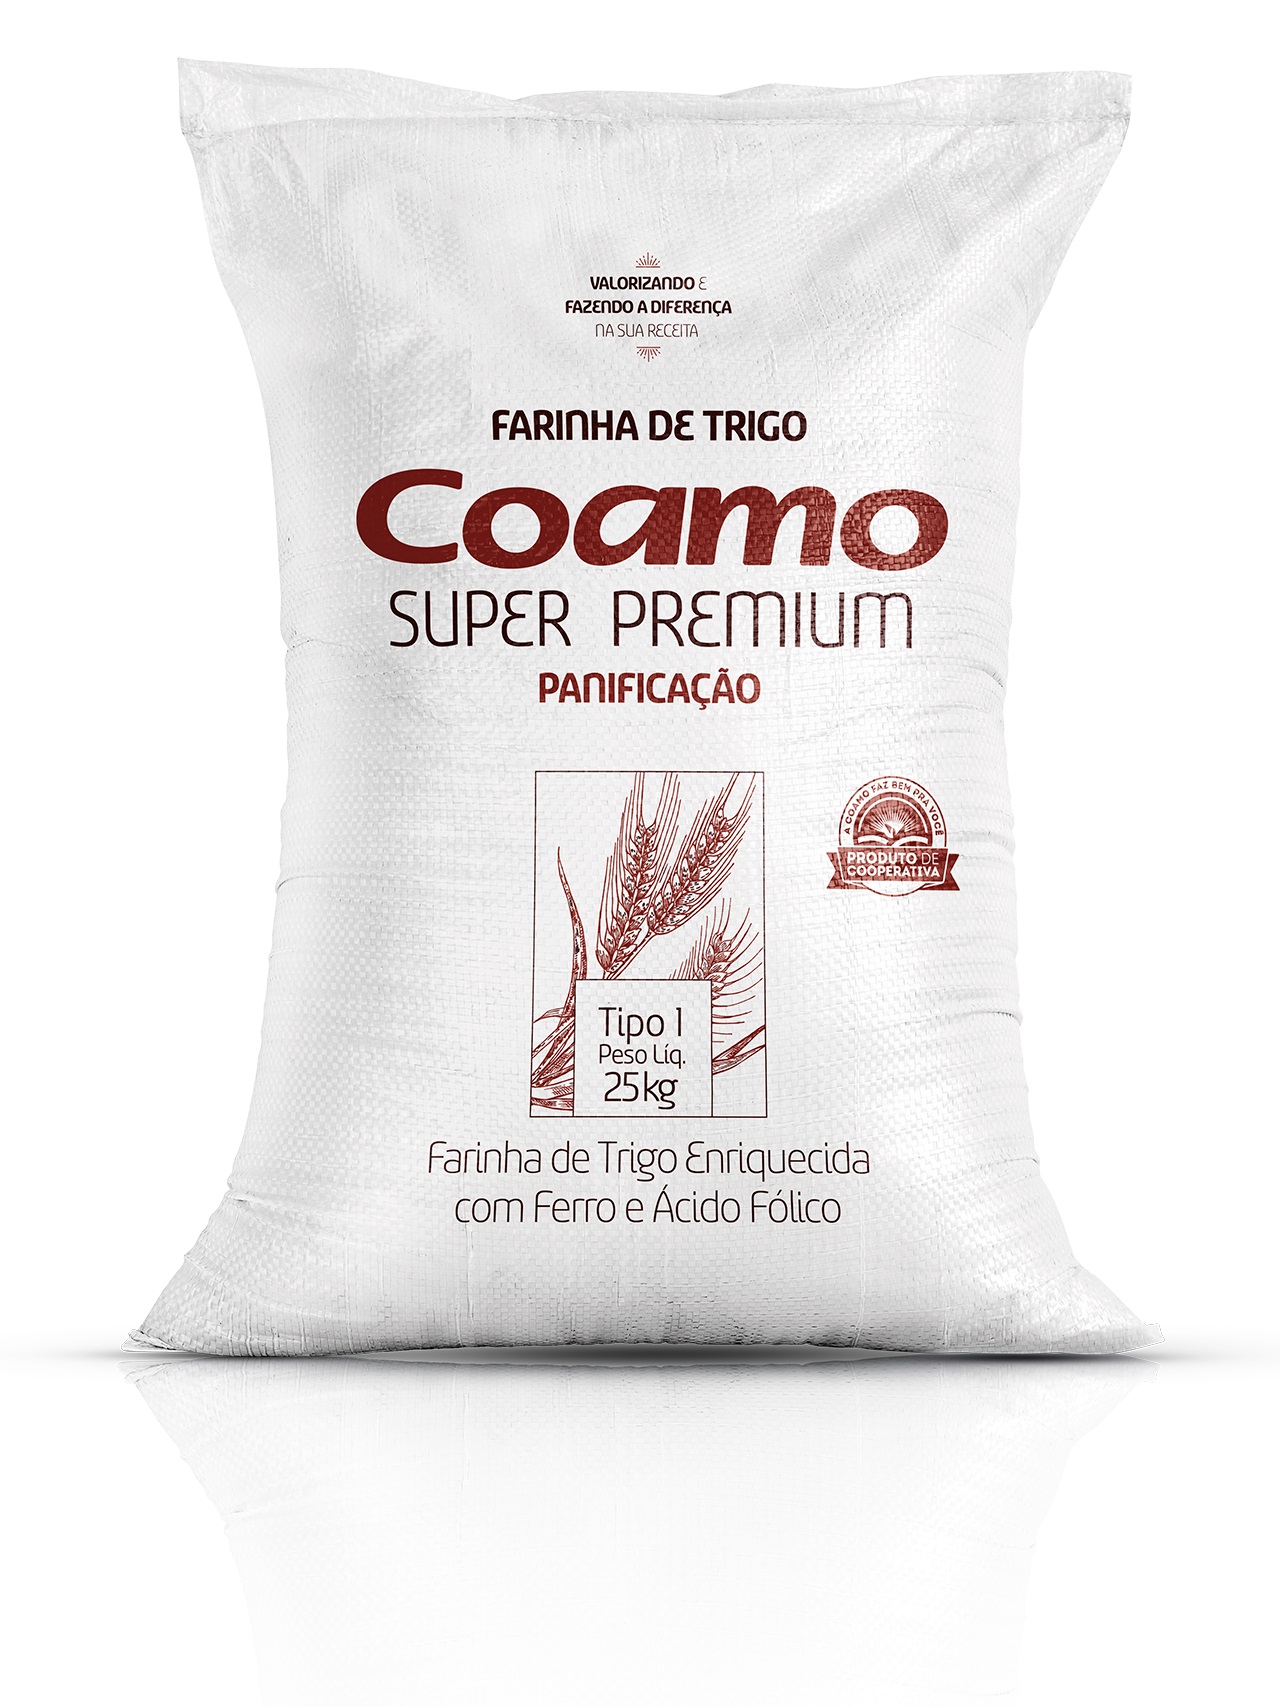 VALORIZANDO E
FAZENDO A DIFERENÇA
NA SUA RECEITA
FARINHA DE TRIGO
Coamo
SUPER PREMIUM
PANIFICAÇÃO
A COAMO FAZ BEM PRA VOCÊ
PRODUTO DE
COOPERATIVA
Tipo 1
Peso Líq.
25kg
Farinha de Trigo Enriquecida
com Ferro e Ácido Fólico